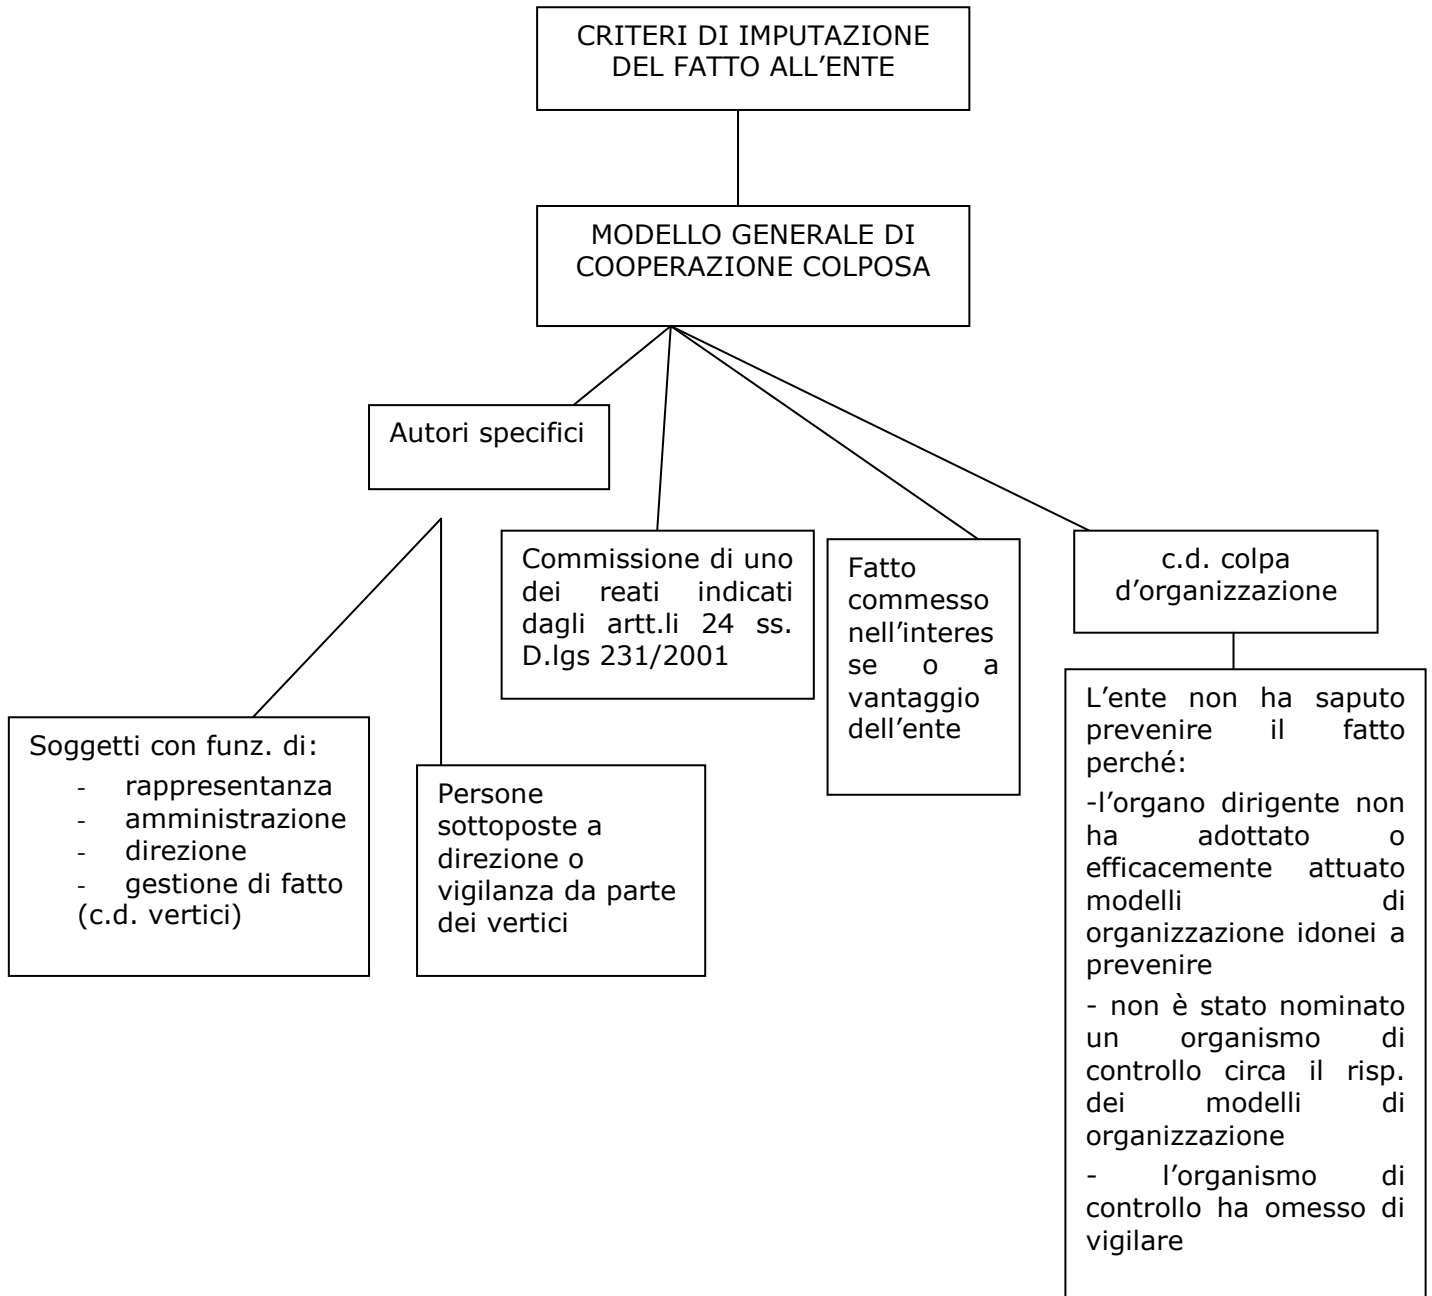 CRITERI DI IMPUTAZIONE
DEL FATTO ALL’ENTE
MODELLO GENERALE DI
COOPERAZIONE COLPOSA
Autori specifici
Commissione di uno
dei reati indicati
dagli artt.li 24 ss.
D.lgs 231/2001
Fatto
commesso
nell’interes
se o a
vantaggio
dell’ente
c.d. colpa
d’organizzazione
Soggetti con funz. di:
- rappresentanza
- amministrazione
- direzione
- gestione di fatto
(c.d. vertici)
Persone
sottoposte a
direzione o
vigilanza da parte
dei vertici
L’ente non ha saputo
prevenire il fatto
perché:
-l’organo dirigente non
ha adottato o
efficacemente attuato
modelli di
organizzazione idonei a
prevenire
- non è stato nominato
un organismo di
controllo circa il risp.
dei modelli di
organizzazione
- l’organismo di
controllo ha omesso di
vigilare